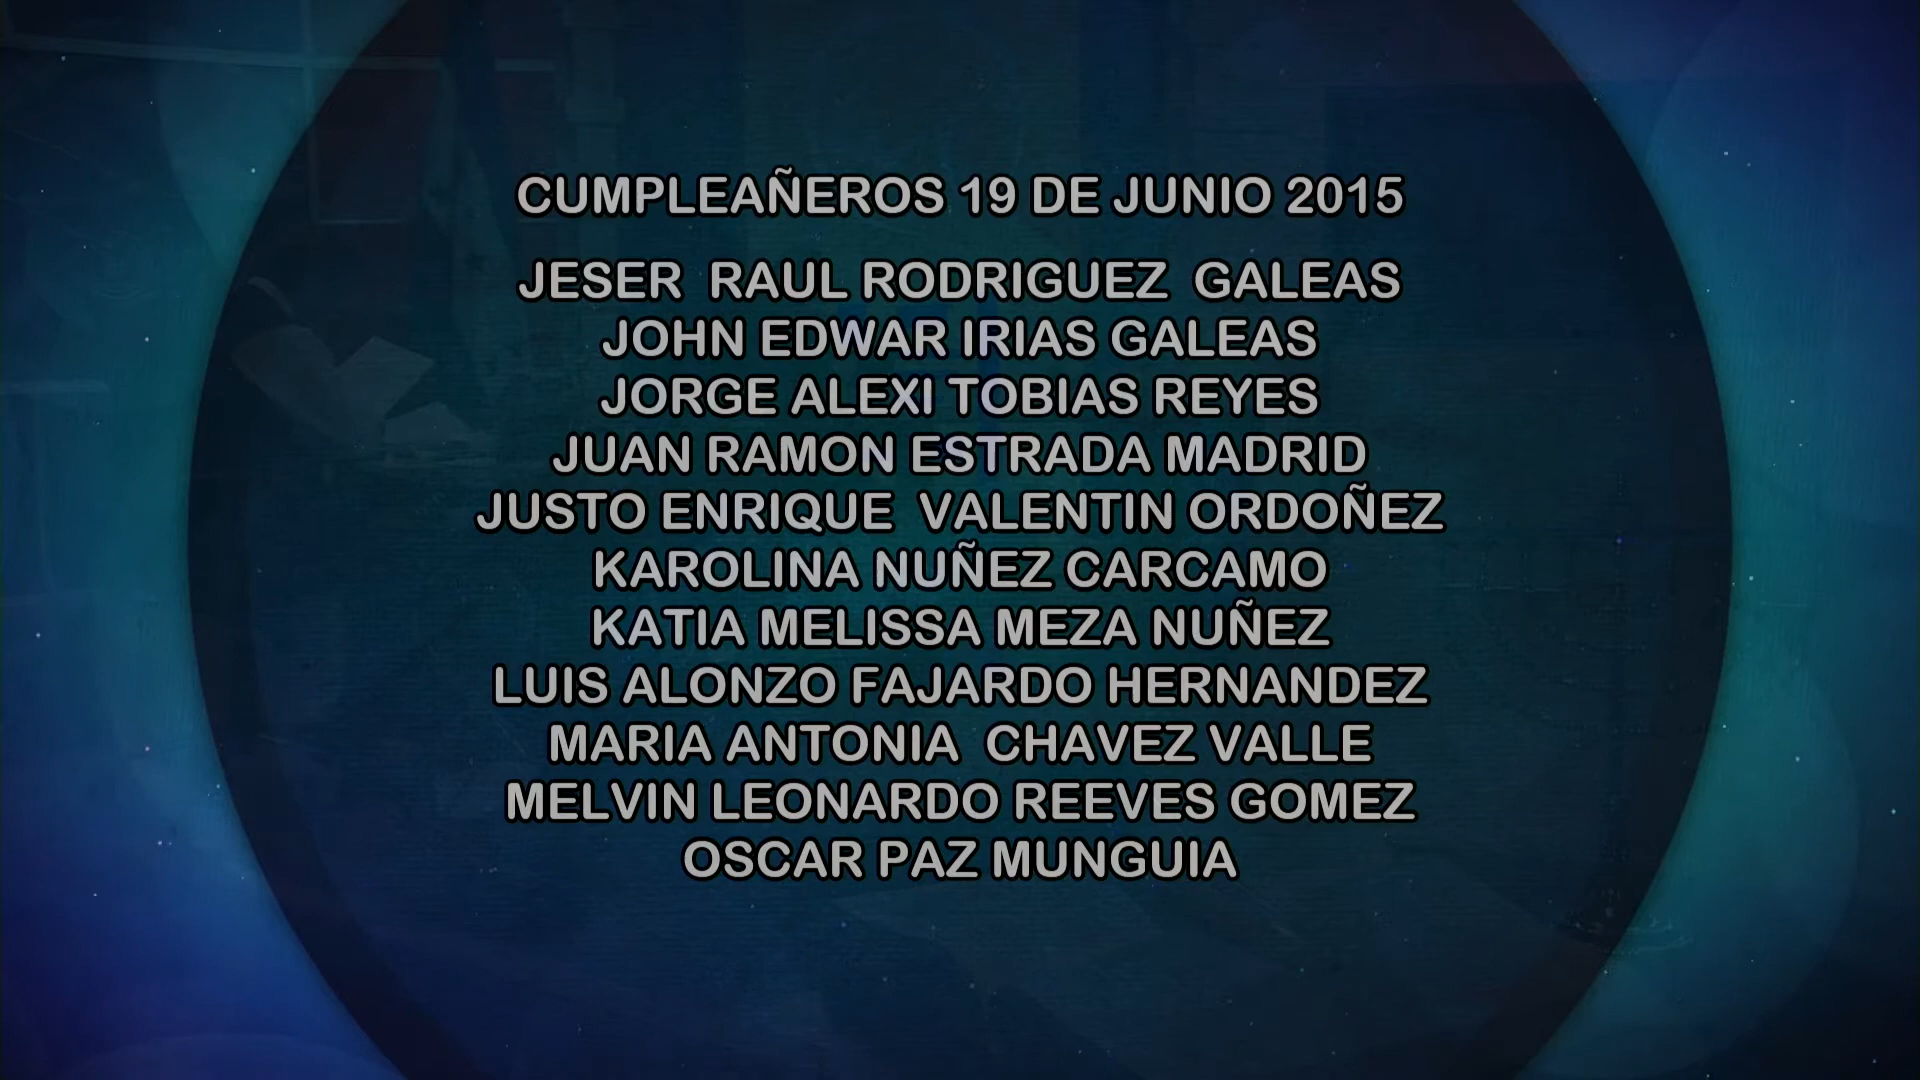 CUMPLEAÑEROS 19 DE JUNIO 2015
JESER  RAUL RODRIGUEZ  GALEAS
JOHN EDWAR IRIAS GALEAS
JORGE ALEXI TOBIAS REYES
JUAN RAMON ESTRADA MADRID
JUSTO ENRIQUE  VALENTIN ORDOÑEZ
KAROLINA NUÑEZ CARCAMO
KATIA MELISSA MEZA NUÑEZ
LUIS ALONZO FAJARDO HERNANDEZ
MARIA ANTONIA  CHAVEZ VALLE
MELVIN LEONARDO REEVES GOMEZ
OSCAR PAZ MUNGUIA